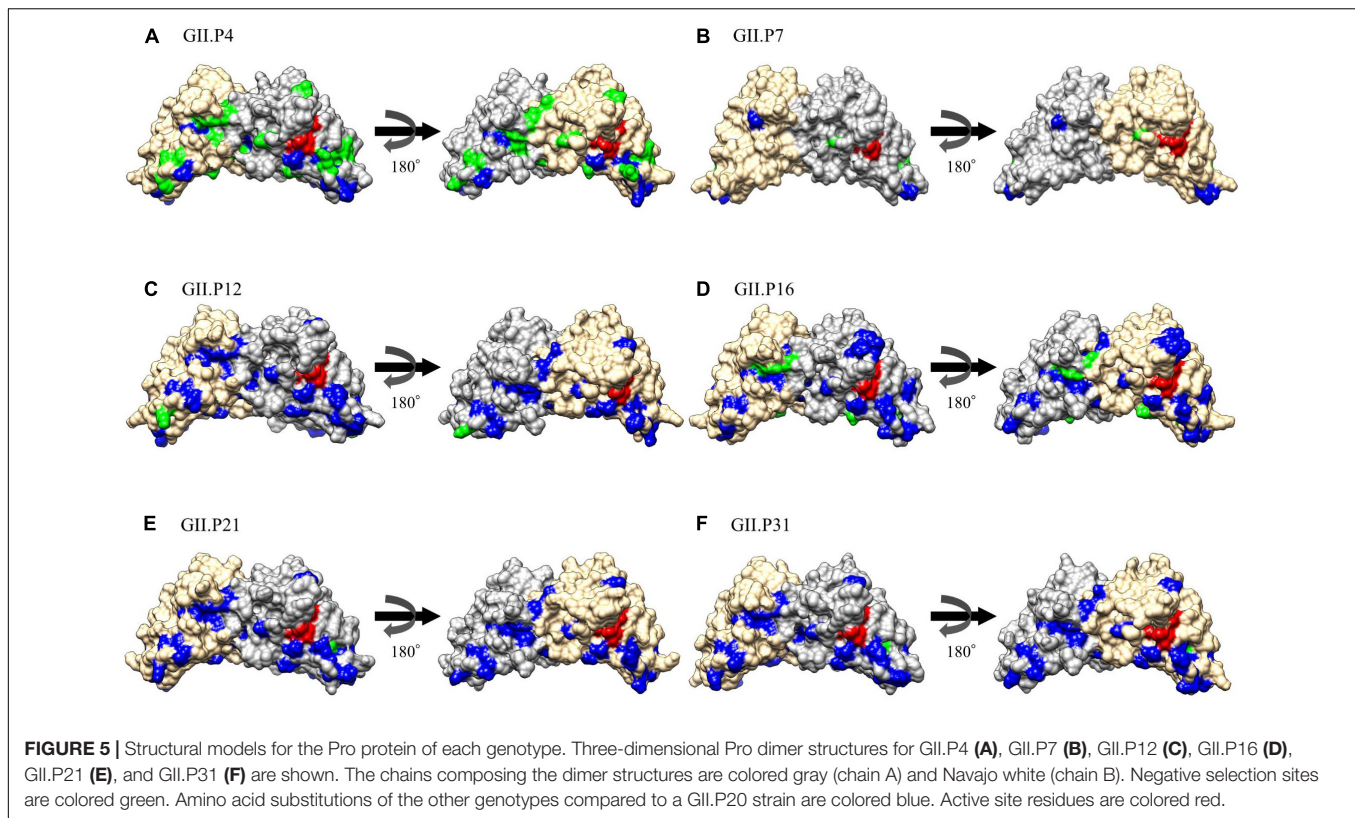 A GII.P4
B GII.P7
180°
180°
C GII.P12
D GII.P16
180°
180°
E GII.P21
F GII.P31
180°
180°
FIGURE 5 | Structural models for the Pro protein of each genotype. Three-dimensional Pro dimer structures for GII.P4 (A), GII.P7 (B), GII.P12 (C), GII.P16 (D),
GII.P21 (E), and GII.P31 (F) are shown. The chains composing the dimer structures are colored gray (chain A) and Navajo white (chain B). Negative selection sites
are colored green. Amino acid substitutions of the other genotypes compared to a GII.P20 strain are colored blue. Active site residues are colored red.